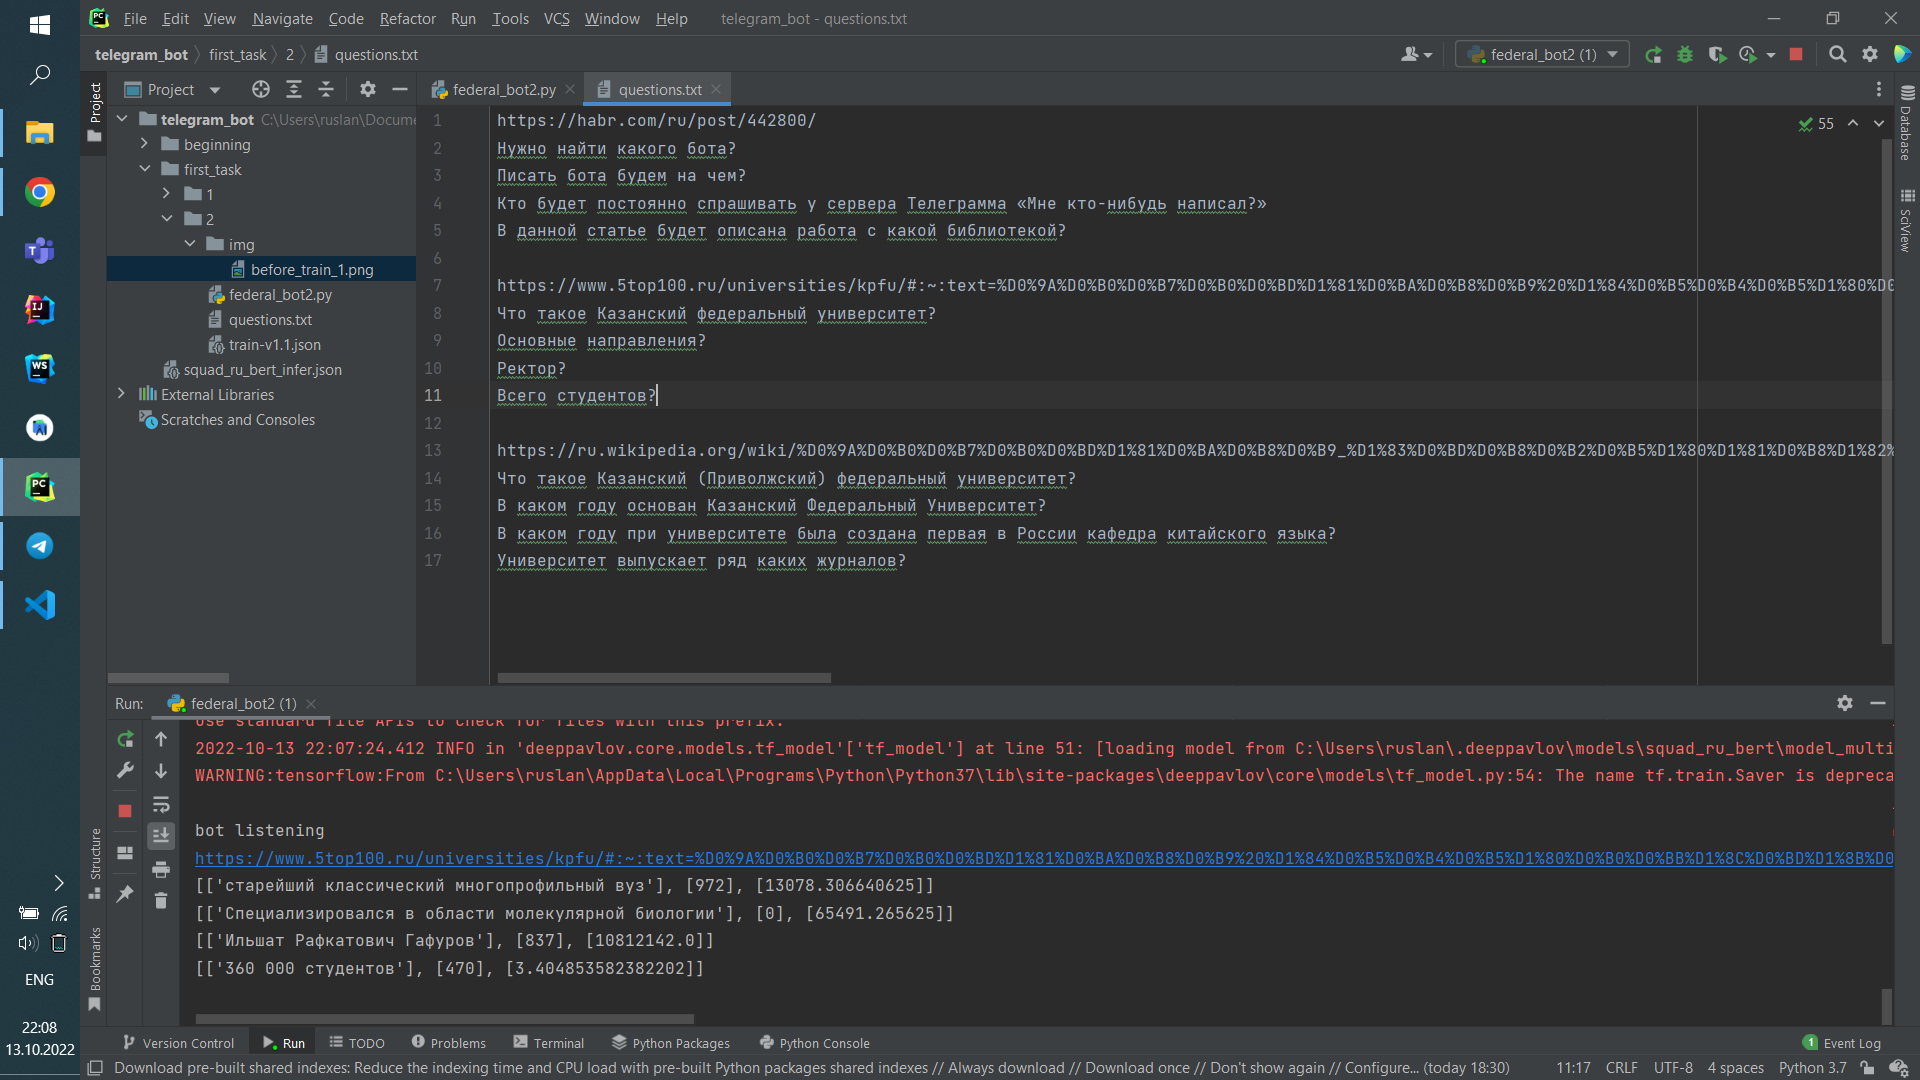 File Edit View Navigate Code Refactor Run Tools VCS Window Help telegram_bot - questions.txt
telegram_bot first_task 2 questions.txt
federal_bot2 (1)
Project
federal_bot2.py
questions.txt
Project
telegram_bot C:\Users\ruslan\Docume
beginning
first_task
1
2
img
before_train_1.png
federal_bot2.py
questions.txt
train-v1.1.json
squad_ru_bert_infer.json
External Libraries
Scratches and Consoles
55
Database
SciView
1 https://habr.com/ru/post/442800/
2 Нужно найти какого бота?
3 Писать бота будем на чем?
4 Кто будет постоянно спрашивать у сервера Телеграмма «Мне кто-нибудь написал?»
5 В данной статье будет описана работа с какой библиотекой?
6
7 https://www.5top100.ru/universities/kpfu/#:~:text=%D0%9A%D0%B0%D0%B7%D0%B0%D0%BD%D1%81%D0%BA%D0%B8%D0%B9%20%D1%84%D0%B5%D0%B4%D0%B5%D1%80%D0
8 Что такое Казанский федеральный университет?
9 Основные направления?
10 Ректор?
11 Всего студентов?
12
13 https://ru.wikipedia.org/wiki/%D0%9A%D0%B0%D0%B7%D0%B0%D0%BD%D1%81%D0%BA%D0%B8%D0%B9_%D1%83%D0%BD%D0%B8%D0%B2%D0%B5%D1%80%D1%81%D0%B8%D1%82%
14 Что такое Казанский (Приволжский) федеральный университет?
15 В каком году основан Казанский Федеральный Университет?
16 В каком году при университете была создана первая в России кафедра китайского языка?
17 Университет выпускает ряд каких журналов?
Run: federal_bot2 (1)
Use standard file APIs to check for files with this prefix.
2022-10-13 22:07:24.412 INFO in 'deeppavlov.core.models.tf_model'['tf_model'] at line 51: [loading model from C:\Users\ruslan\.deeppavlov\models\squad_ru_bert\model_multi
WARNING:tensorflow:From C:\Users\ruslan\AppData\Local\Programs\Python\Python37\lib\site-packages\deeppavlov\core\models\tf_model.py:54: The name tf.train.Saver is depreca
bot listening
https://www.5top100.ru/universities/kpfu/#:~:text=%D0%9A%D0%B0%D0%B7%D0%B0%D0%BD%D1%81%D0%BA%D0%B8%D0%B9%20%D1%84%D0%B5%D0%B4%D0%B5%D1%80%D0%B0%D0%BB%D1%8C%D0%BD%D1%8B%D0
[['старейший классический многопрофильный вуз'], [972], [13078.306640625]]
[['Специализировался в области молекулярной биологии'], [0], [65491.265625]]
[['Ильшат Рафкатович Гафуров'], [837], [10812142.0]]
[['360 000 студентов'], [470], [3.404853582382202]]
Structure
Bookmarks
Version Control Run TODO Problems Terminal Python Packages Python Console 1 Event Log
Download pre-built shared indexes: Reduce the indexing time and CPU load with pre-built Python packages shared indexes // Always download // Download once // Don't show again // Configure... (today 18:30) 11:17 CRLF UTF-8 4 spaces Python 3.7
ENG
22:08
13.10.2022